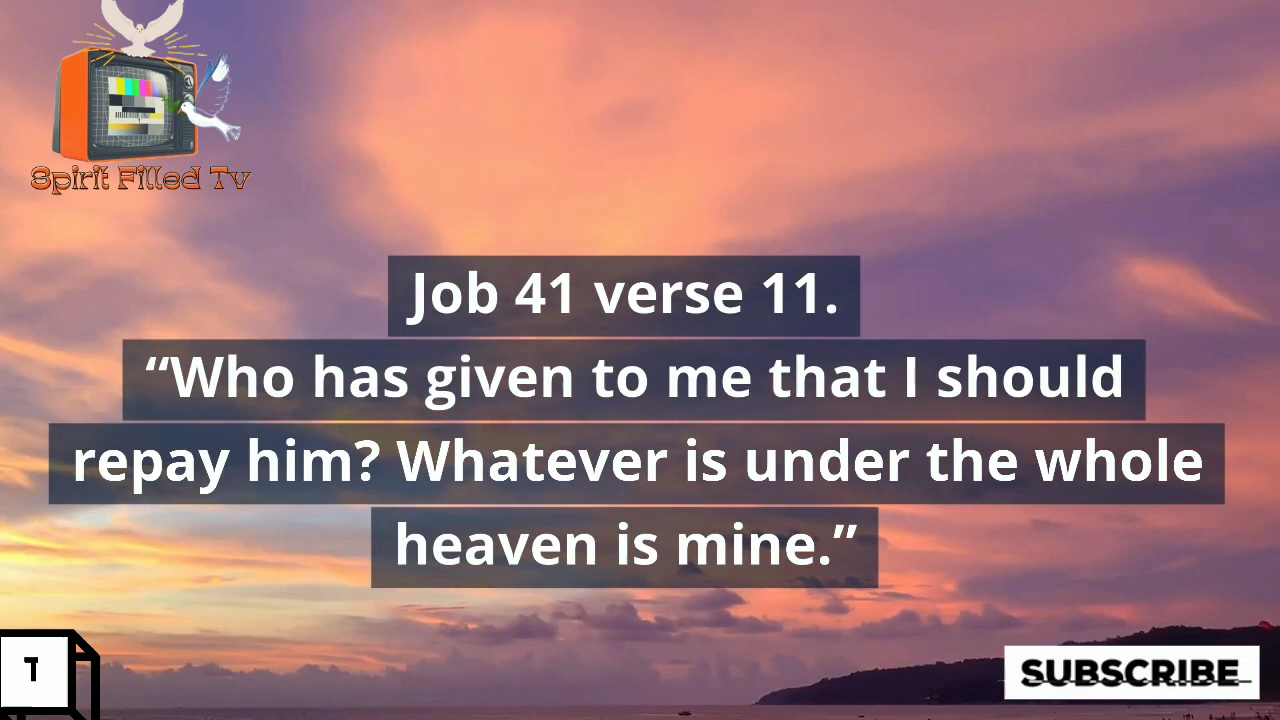 Spirit Filled Tv
Job 41 verse 11.
“Who has given to me that I should
repay him? Whatever is under the whole
heaven is mine.”
T
SUBSCRIBE